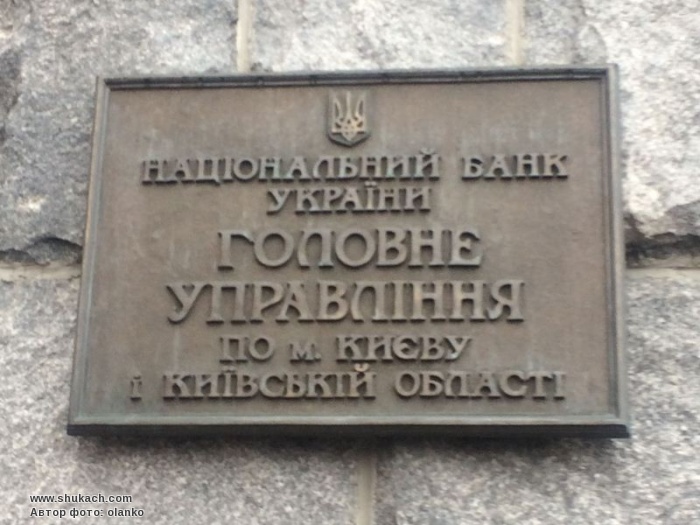 НАЦІОНАЛЬНИЙ БАНК
УКРАЇНИ
ГОЛОВНЕ
УПРАВЛІННЯ
ПО м. КИЄВУ
і КИЇВСЬКІЙ ОБЛАСТІ
www.shukach.com
Автор фото: olanko